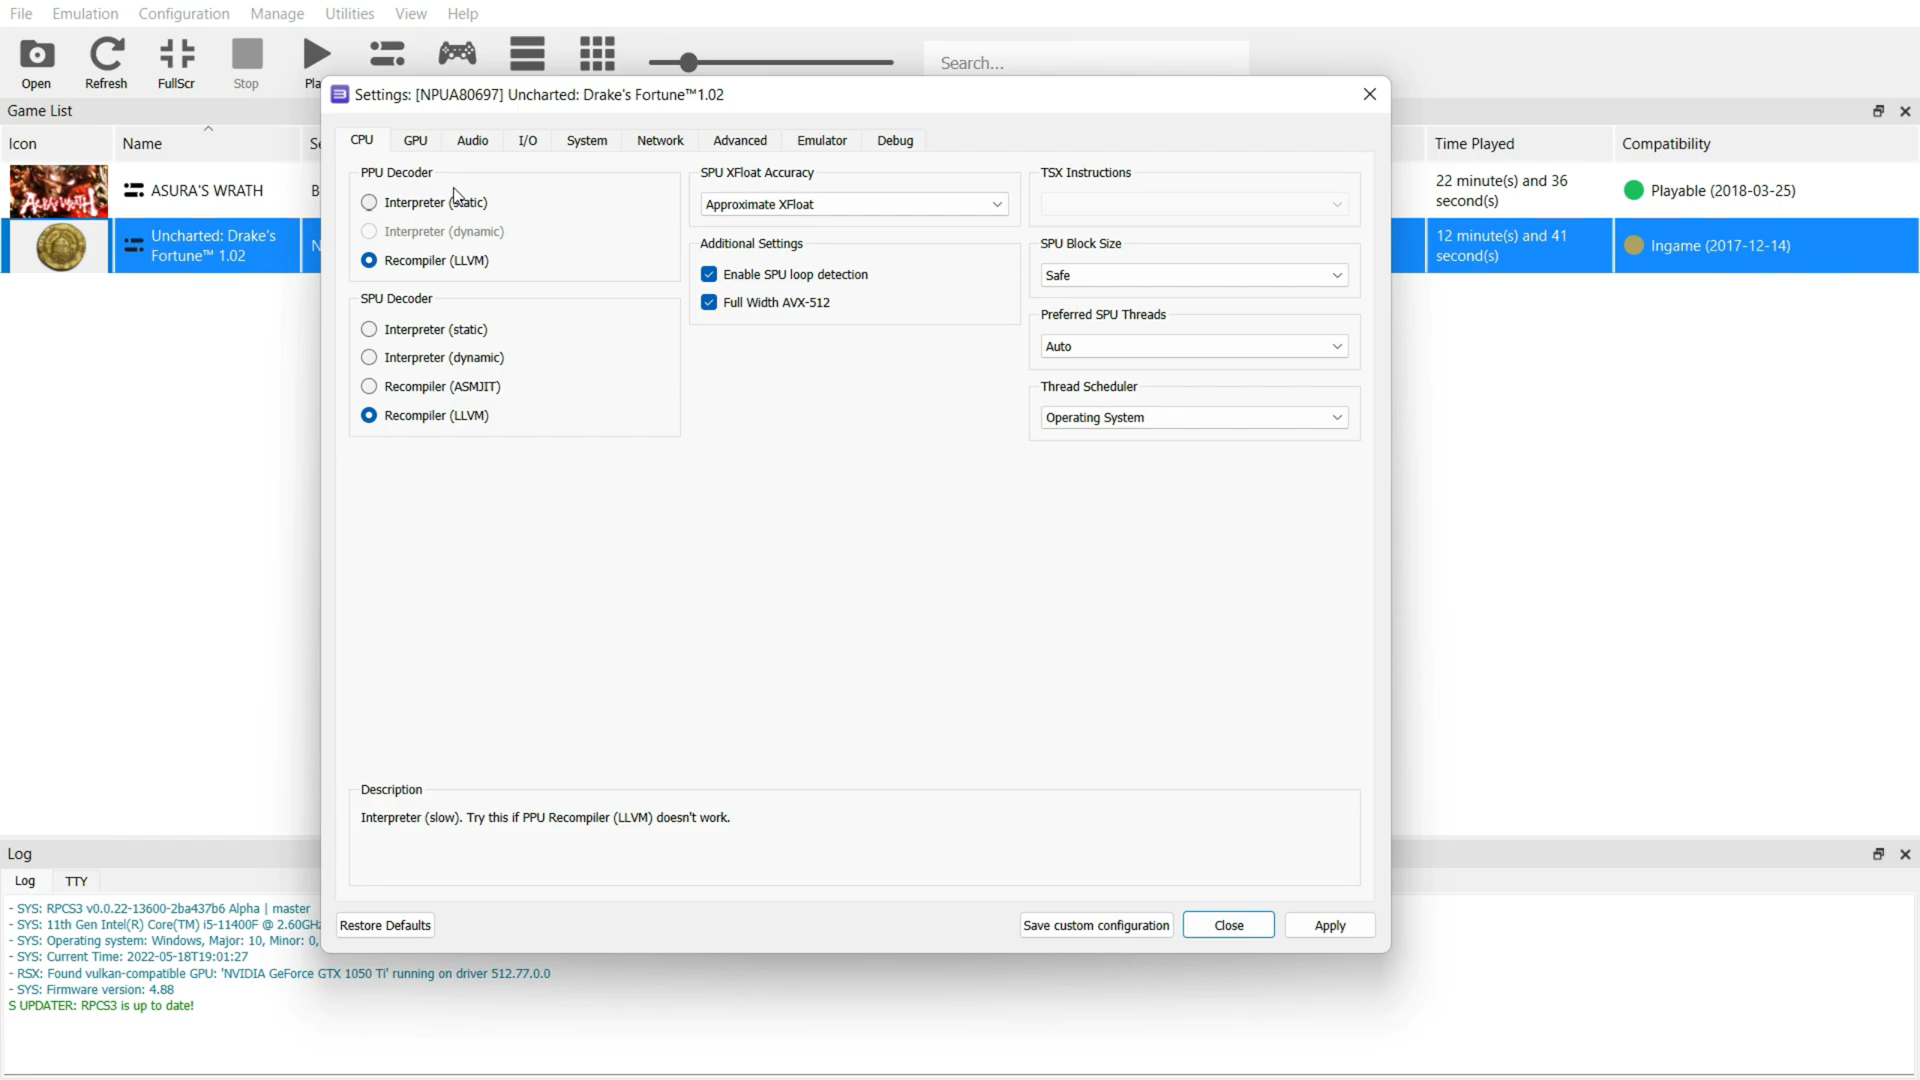 File Emulation Configuration Manage Utilities View Help
Open Refresh FullScr Stop Search...
Game List
Settings: [NPUA80697] Uncharted: Drake's Fortune™1.02
Icon Name Time Played Compatibility
ASURA'S WRATH 22 minute(s) and 36 second(s) Playable (2018-03-25)
Uncharted: Drake's Fortune™ 1.02 12 minute(s) and 41 second(s) Ingame (2017-12-14)
CPU GPU Audio I/O System Network Advanced Emulator Debug
PPU Decoder
Interpreter (static)
Interpreter (dynamic)
Recompiler (LLVM)
SPU Decoder
Interpreter (static)
Interpreter (dynamic)
Recompiler (ASMJIT)
Recompiler (LLVM)
SPU XFloat Accuracy
Approximate XFloat
Additional Settings
Enable SPU loop detection
Full Width AVX-512
TSX Instructions
SPU Block Size
Safe
Preferred SPU Threads
Auto
Thread Scheduler
Operating System
Description
Interpreter (slow). Try this if PPU Recompiler (LLVM) doesn't work.
Restore Defaults Save custom configuration Close Apply
Log
Log TTY
- SYS: RPCS3 v0.0.22-13600-2ba437b6 Alpha | master
- SYS: 11th Gen Intel(R) Core(TM) i5-11400F @ 2.60GHz
- SYS: Operating system: Windows, Major: 10, Minor: 0,
- SYS: Current Time: 2022-05-18T19:01:27
- RSX: Found vulkan-compatible GPU: 'NVIDIA GeForce GTX 1050 Ti' running on driver 512.77.0.0
- SYS: Firmware version: 4.88
S UPDATER: RPCS3 is up to date!